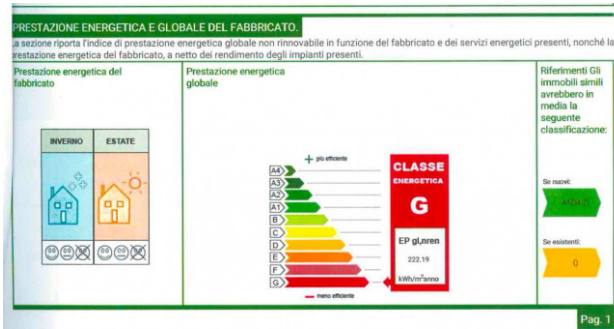 PRESTAZIONE ENERGETICA E GLOBALE DEL FABBRICATO.
La sezione riporta l'indice di prestazione energetica globale non rinnovabile in funzione del fabbricato e dei servizi energetici presenti, nonché la
prestazione energetica del fabbricato, a netto dei rendimento degli impianti presenti.
Prestazione energetica del
fabbricato
INVERNO
ESTATE
Prestazione energetica
globale
+ più efficiente
A4
A3
A2
A1
B
C
D
E
F
G
— meno efficiente
CLASSE
ENERGETICA
G
EP gl,nren
222.19
kWh/m²anno
Riferimenti Gli
immobili simili
avrebbero in
media la
seguente
classificazione:
Se nuovi:
Se esistenti:
Pag. 1